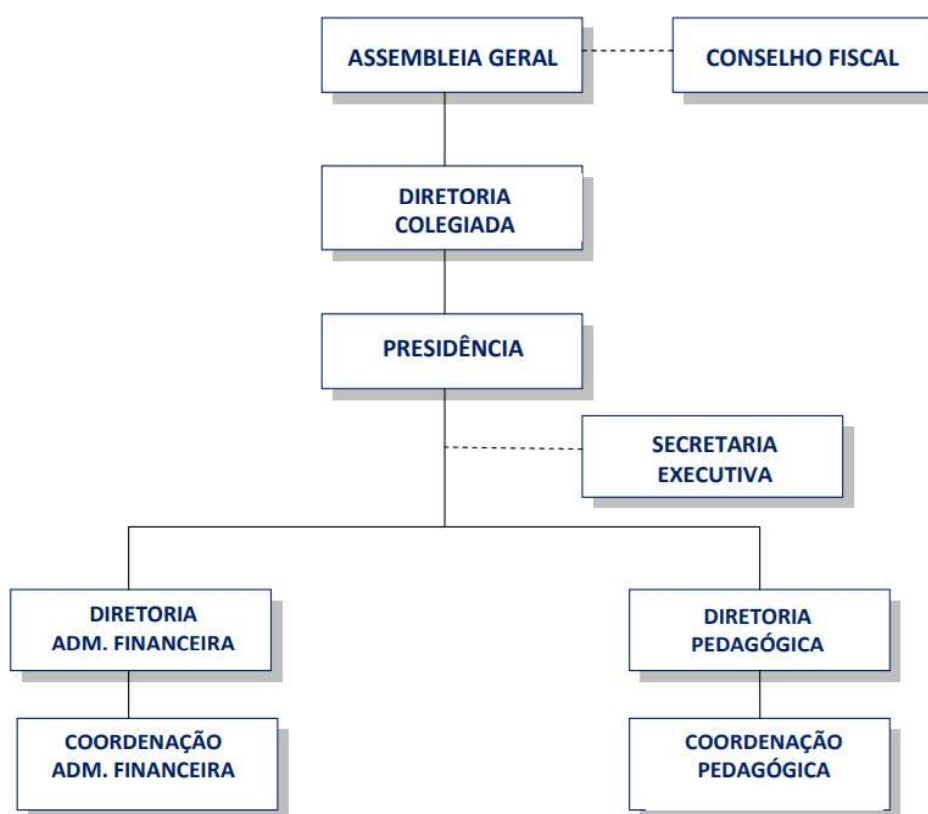 ASSEMBLEIA GERAL
CONSELHO FISCAL
DIRETORIA
COLEGIADA
PRESIDÊNCIA
SECRETARIA
EXECUTIVA
DIRETORIA
ADM. FINANCEIRA
DIRETORIA
PEDAGÓGICA
COORDENAÇÃO
ADM. FINANCEIRA
COORDENAÇÃO
PEDAGÓGICA